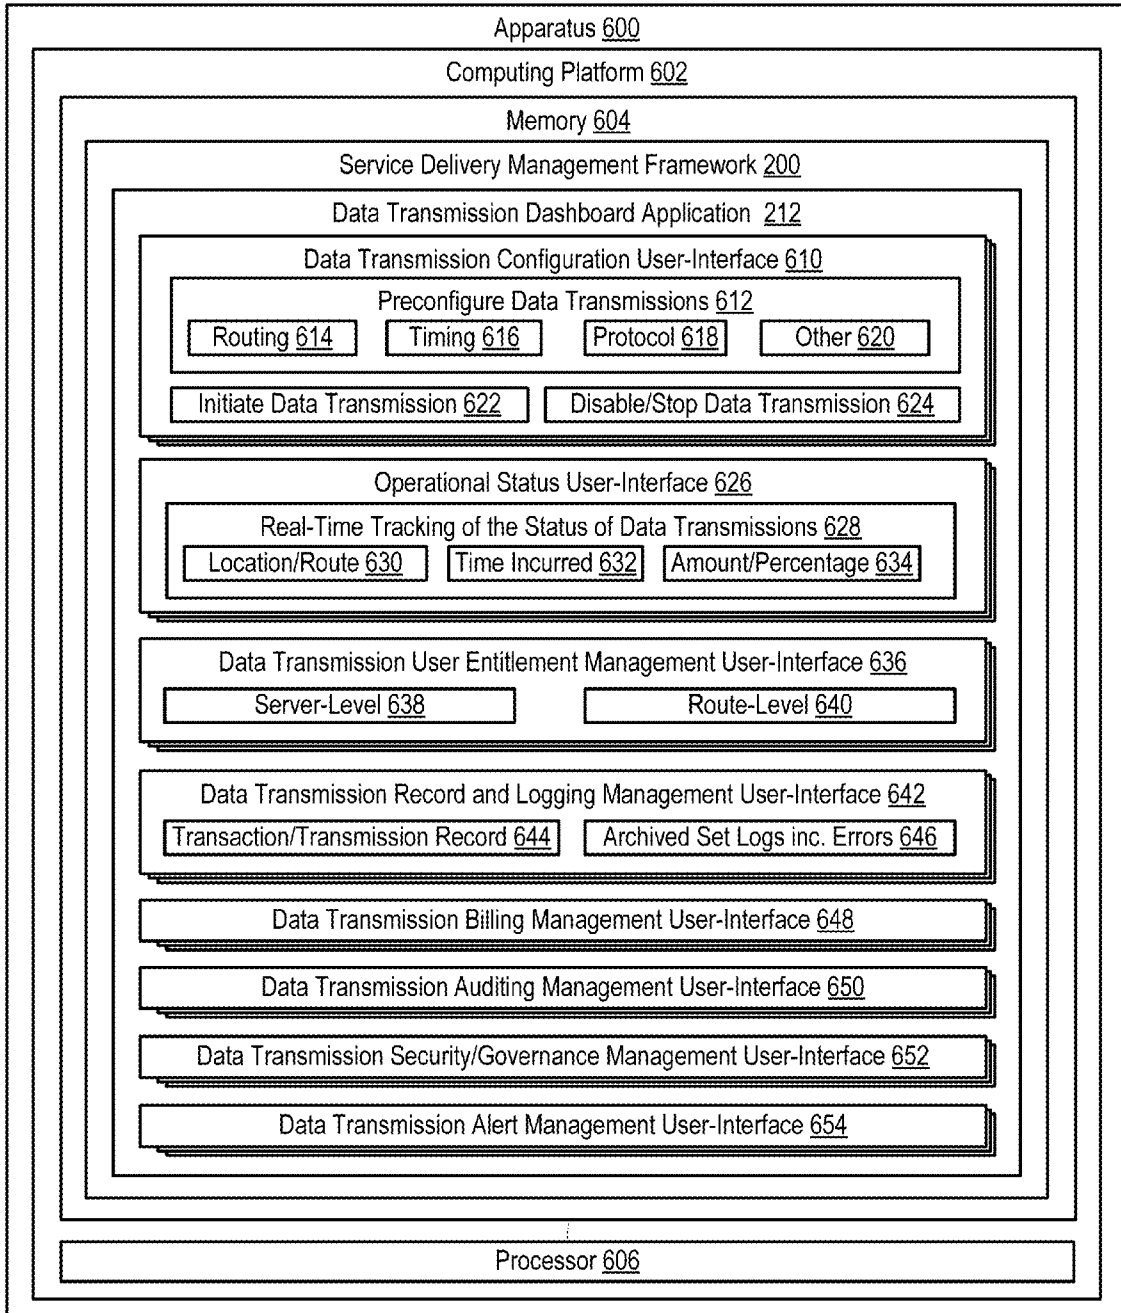 Apparatus 600
Computing Platform 602
Memory 604
Service Delivery Management Framework 200
Data Transmission Dashboard Application 212
Data Transmission Configuration User-Interface 610
Preconfigure Data Transmissions 612
Routing 614 Timing 616 Protocol 618 Other 620
Initiate Data Transmission 622 Disable/Stop Data Transmission 624
Operational Status User-Interface 626
Real-Time Tracking of the Status of Data Transmissions 628
Location/Route 630 Time Incurred 632 Amount/Percentage 634
Data Transmission User Entitlement Management User-Interface 636
Server-Level 638 Route-Level 640
Data Transmission Record and Logging Management User-Interface 642
Transaction/Transmission Record 644 Archived Set Logs inc. Errors 646
Data Transmission Billing Management User-Interface 648
Data Transmission Auditing Management User-Interface 650
Data Transmission Security/Governance Management User-Interface 652
Data Transmission Alert Management User-Interface 654
Processor 606